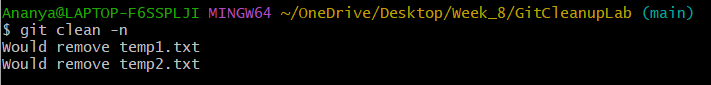 Ananya@LAPTOP-F6SSPLJI MINGW64 ~/OneDrive/Desktop/Week_8/GitCleanupLab (main)
$ git clean -n
Would remove temp1.txt
Would remove temp2.txt